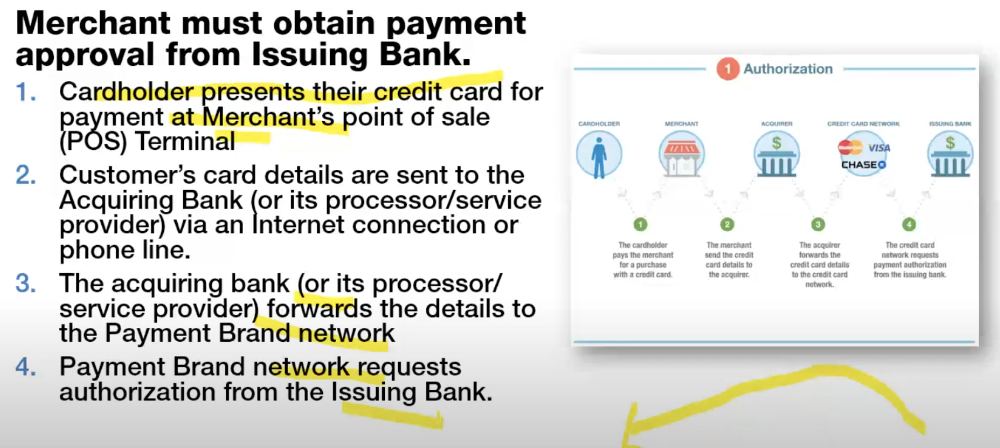 Merchant must obtain payment
approval from Issuing Bank.
1. Cardholder presents their credit card for
payment at Merchant's point of sale
(POS) Terminal
2. Customer's card details are sent to the
Acquiring Bank (or its processor/service
provider) via an Internet connection or
phone line.
3. The acquiring bank (or its processor/
service provider) forwards the details to
the Payment Brand network
4. Payment Brand network requests
authorization from the Issuing Bank.
1 Authorization
CARDHOLDER
MERCHANT
ACQUIRER
CREDIT CARD NETWORK
ISSUING BANK
$
MasterCard VISA
CHASE
$
1
The cardholder
pays the merchant
for a purchase
with a credit card.
2
The merchant
send the credit
card details to
the acquirer.
3
The acquirer
forwards the
credit card details
to the credit card
network.
4
The credit card
network requests
payment authorization
from the issuing bank.